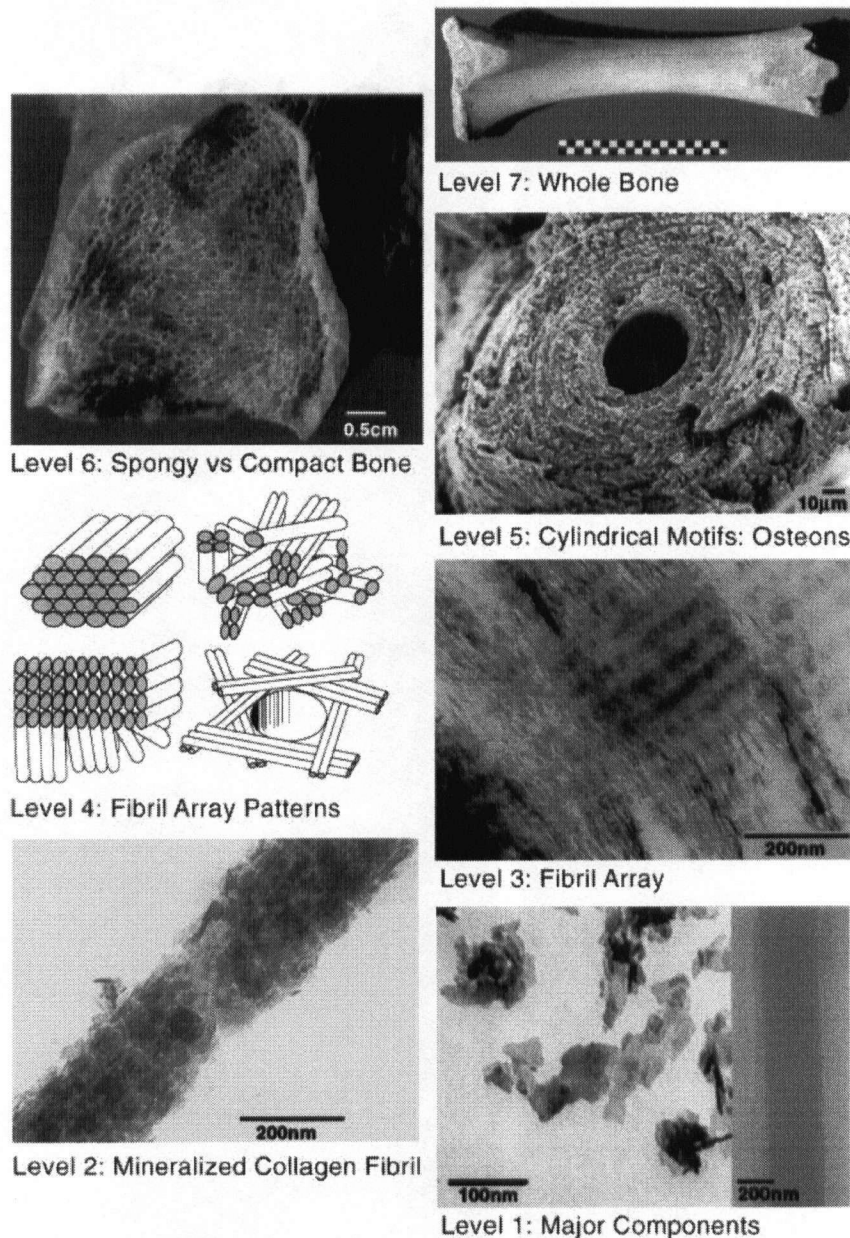 Level 7: Whole Bone
0.5cm
Level 6: Spongy vs Compact Bone
10µm
Level 5: Cylindrical Motifs: Osteons
Level 4: Fibril Array Patterns
200nm
Level 3: Fibril Array
200nm
Level 2: Mineralized Collagen Fibril
100nm
200nm
Level 1: Major Components